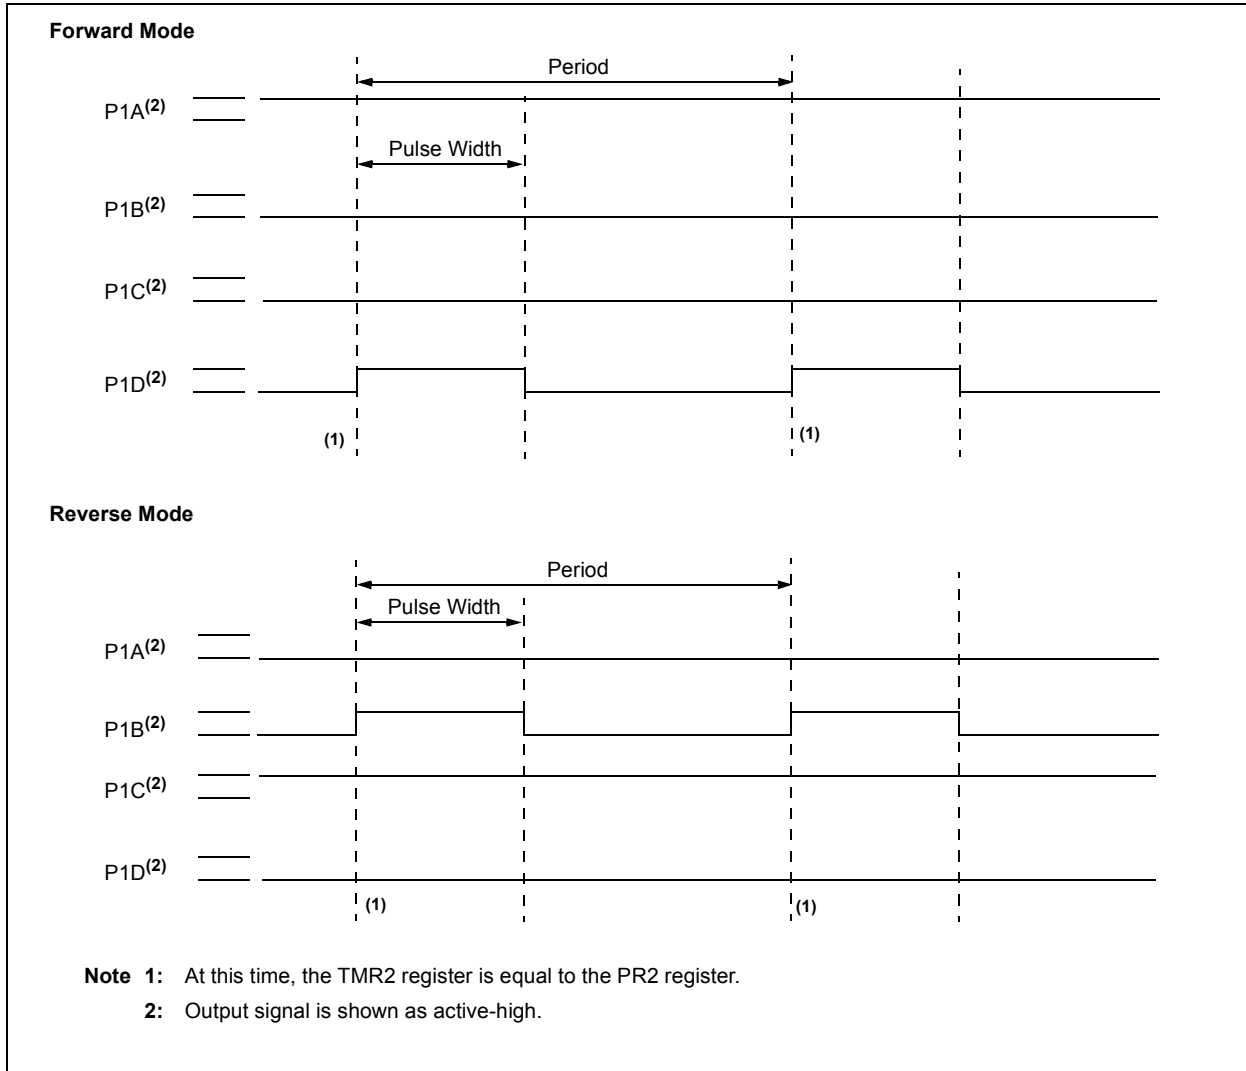 Forward Mode
Period
P1A(2)
Pulse Width
P1B(2)
P1C(2)
P1D(2)
(1) (1)
Reverse Mode
Period
Pulse Width
P1A(2)
P1B(2)
P1C(2)
P1D(2)
(1) (1)
Note 1: At this time, the TMR2 register is equal to the PR2 register.
2: Output signal is shown as active-high.